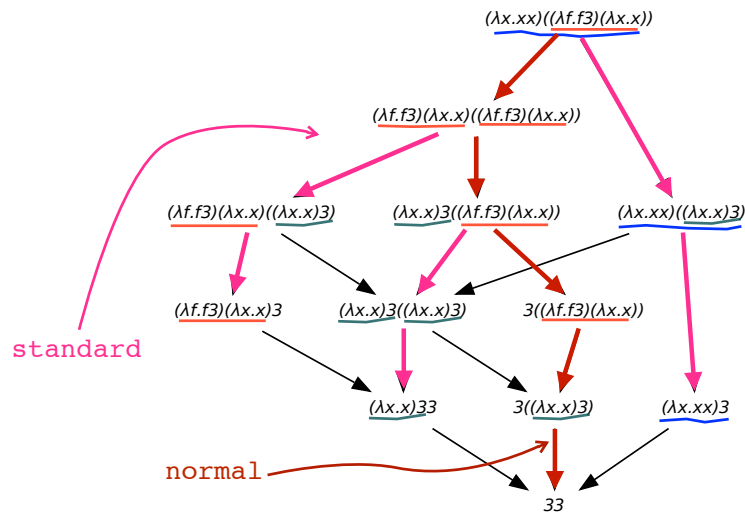 (λx.xx)((λf.f3)(λx.x))
(λf.f3)(λx.x)((λf.f3)(λx.x))
(λf.f3)(λx.x)((λx.x)3) (λx.x)3((λf.f3)(λx.x)) (λx.xx)((λx.x)3)
(λf.f3)(λx.x)3 (λx.x)3((λx.x)3) 3((λf.f3)(λx.x))
standard
(λx.x)33 3((λx.x)3) (λx.xx)3
normal
33